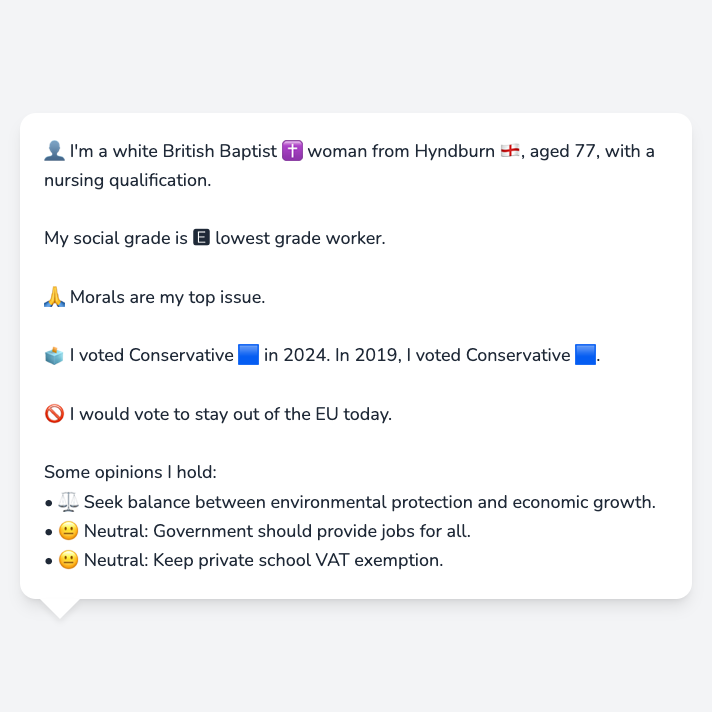 👤 I'm a white British Baptist ✝️ woman from Hyndburn 🏴󠁧󠁢󠁥󠁮󠁧󠁿, aged 77, with a
nursing qualification.
My social grade is 🅴 lowest grade worker.
🙏 Morals are my top issue.
🗳️ I voted Conservative 🟦 in 2024. In 2019, I voted Conservative 🟦.
🚫 I would vote to stay out of the EU today.
Some opinions I hold:
• ⚖️ Seek balance between environmental protection and economic growth.
• 😐 Neutral: Government should provide jobs for all.
• 😐 Neutral: Keep private school VAT exemption.